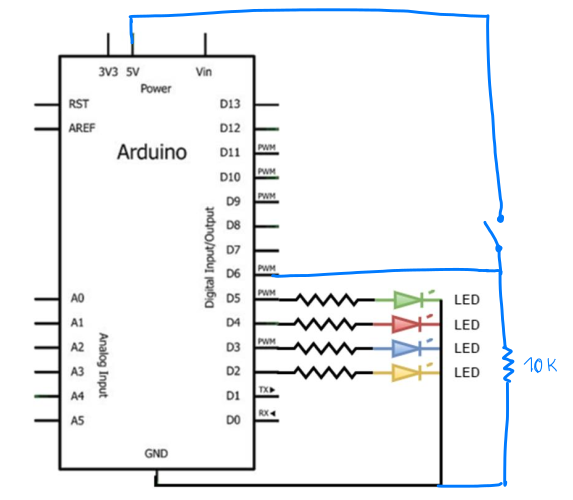 3V3 5V Vin
Power
RST D13
AREF D12
Arduino
D11 PWM
D10 PWM
D9 PWM
D8
D7
D6 PWM
Digital Input/Output
A0 D5 PWM LED
A1 D4 LED
A2 D3 PWM LED
A3 D2 LED
10K
Analog Input
A4 D1 TX▶
A5 D0 RX◀
GND